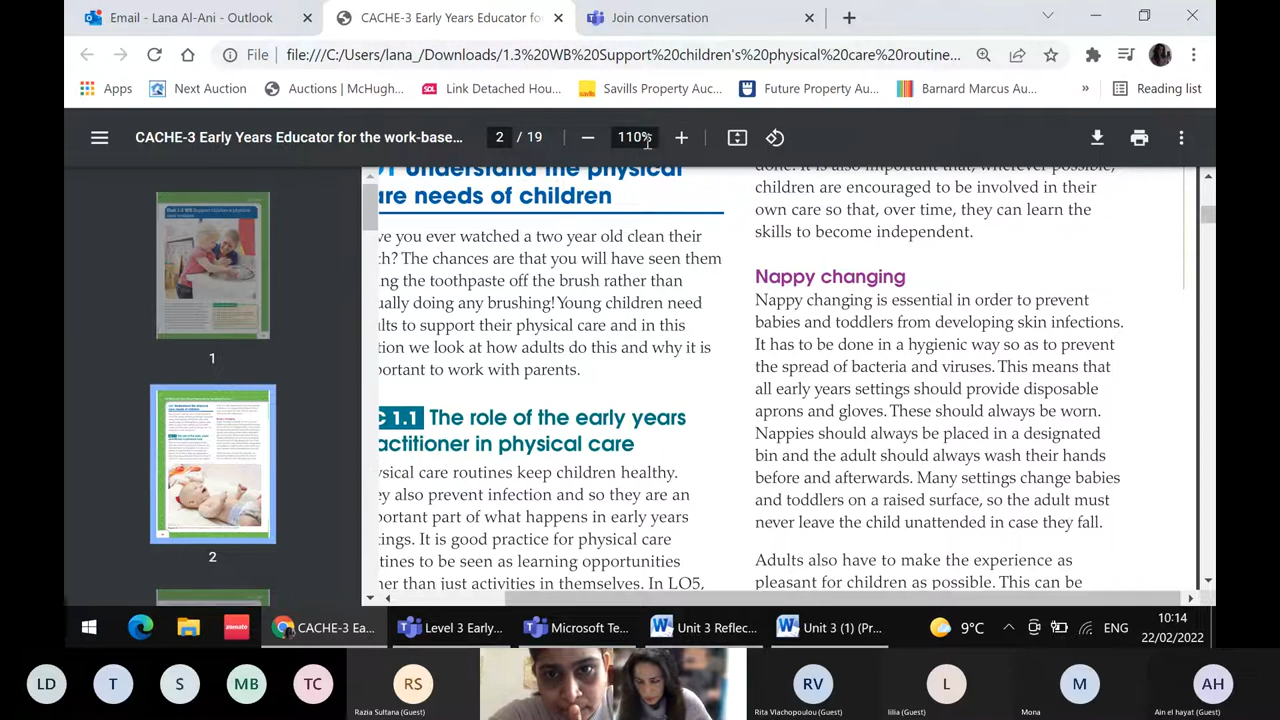 Email - Lana Al-Ani - Outlook
CACHE-3 Early Years Educator fo
Join conversation
File
file:///C:/Users/lana_/Downloads/1.3%20WB%20Support%20children's%20physical%20care%20routine...
Apps
Next Auction
Auctions | McHugh...
Link Detached Hou...
Savills Property Auc...
Future Property Au...
Barnard Marcus Au...
»
Reading list
CACHE-3 Early Years Educator for the work-base...
2 / 19
110%
1
2
Understand the physical
are needs of children
ve you ever watched a two year old clean their
th? The chances are that you will have seen them
ing the toothpaste off the brush rather than
ually doing any brushing! Young children need
ults to support their physical care and in this
tion we look at how adults do this and why it is
portant to work with parents.
1.1 The role of the early years
actitioner in physical care
ysical care routines keep children healthy.
ey also prevent infection and so they are an
portant part of what happens in early years
tings. It is good practice for physical care
tines to be seen as learning opportunities
her than just activities in themselves. In LO5,
done. It is also important that, wherever possible,
children are encouraged to be involved in their
own care so that, over time, they can learn the
skills to become independent.
Nappy changing
Nappy changing is essential in order to prevent
babies and toddlers from developing skin infections.
It has to be done in a hygienic way so as to prevent
the spread of bacteria and viruses. This means that
all early years settings should provide disposable
aprons and gloves. These should always be worn.
Nappies should always be placed in a designated
bin and the adult should always wash their hands
before and afterwards. Many settings change babies
and toddlers on a raised surface, so the adult must
never leave the child unattended in case they fall.
Adults also have to make the experience as
pleasant for children as possible. This can be
CACHE-3 Ea...
Level 3 Early...
Microsoft Te...
Unit 3 Reflec...
Unit 3 (1) (Pr...
9°C
ENG
10:14
22/02/2022
LD
T
S
MB
TC
RS
Razia Sultana (Guest)
RV
Rita Vlachopoulou (Guest)
L
lilia (Guest)
M
Mona
AH
Ain el hayat (Guest)